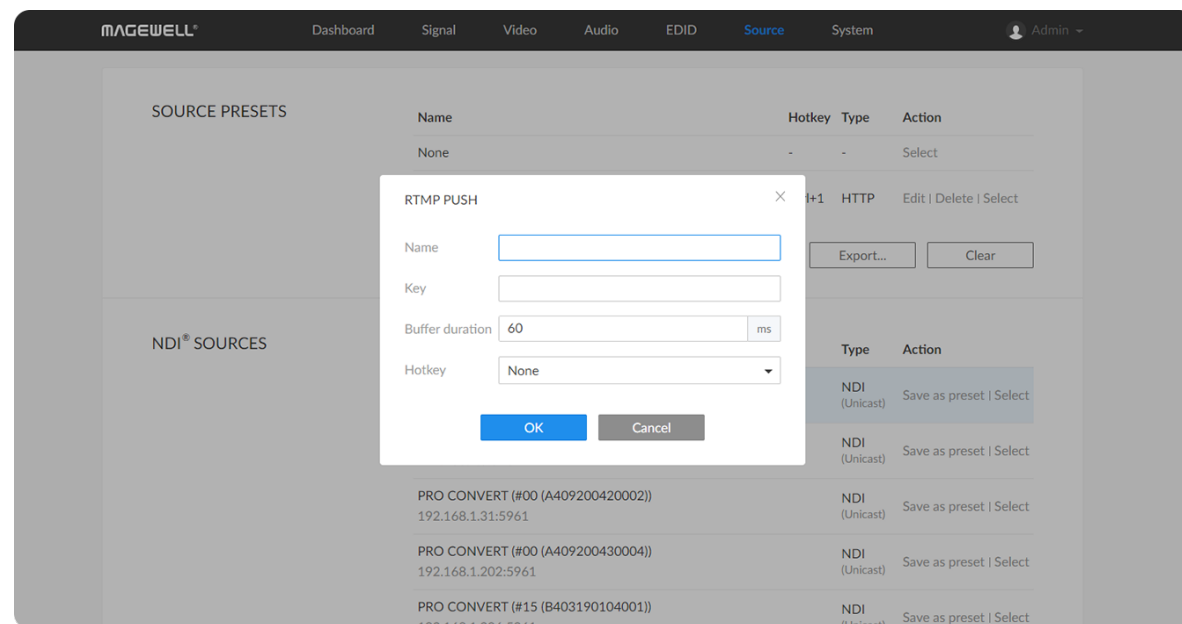 MAGEWELL® Dashboard Signal Video Audio EDID Source System Admin
SOURCE PRESETS
Name Hotkey Type Action
None - - Select
l+1 HTTP Edit | Delete | Select
Export... Clear
RTMP PUSH
Name
Key
Buffer duration 60 ms
Hotkey None
OK Cancel
NDI® SOURCES
Type Action
NDI
(Unicast) Save as preset | Select
NDI
(Unicast) Save as preset | Select
PRO CONVERT (#00 (A409200420002)) NDI
192.168.1.31:5961 (Unicast) Save as preset | Select
PRO CONVERT (#00 (A409200430004)) NDI
192.168.1.202:5961 (Unicast) Save as preset | Select
PRO CONVERT (#15 (B403190104001)) NDI
Save as preset | Select